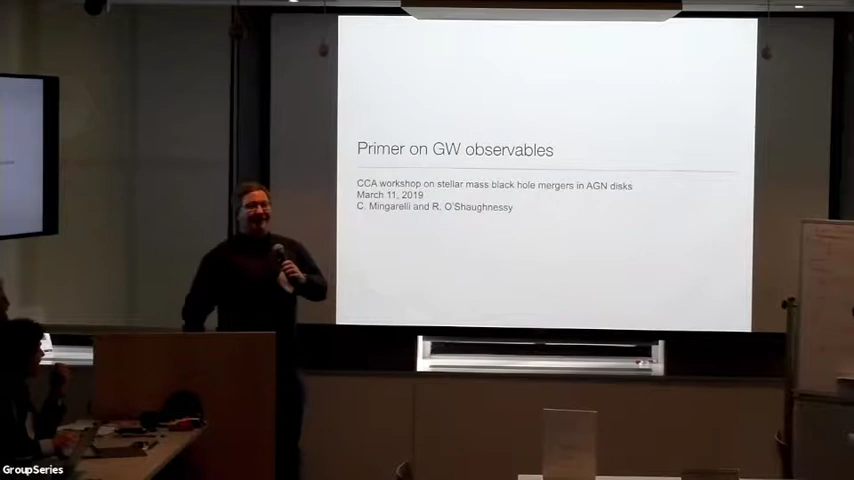 Primer on GW observables
CCA workshop on stellar mass black hole mergers in AGN disks
March 11, 2019
C. Mingarelli and R. O'Shaughnessy
GroupSeries